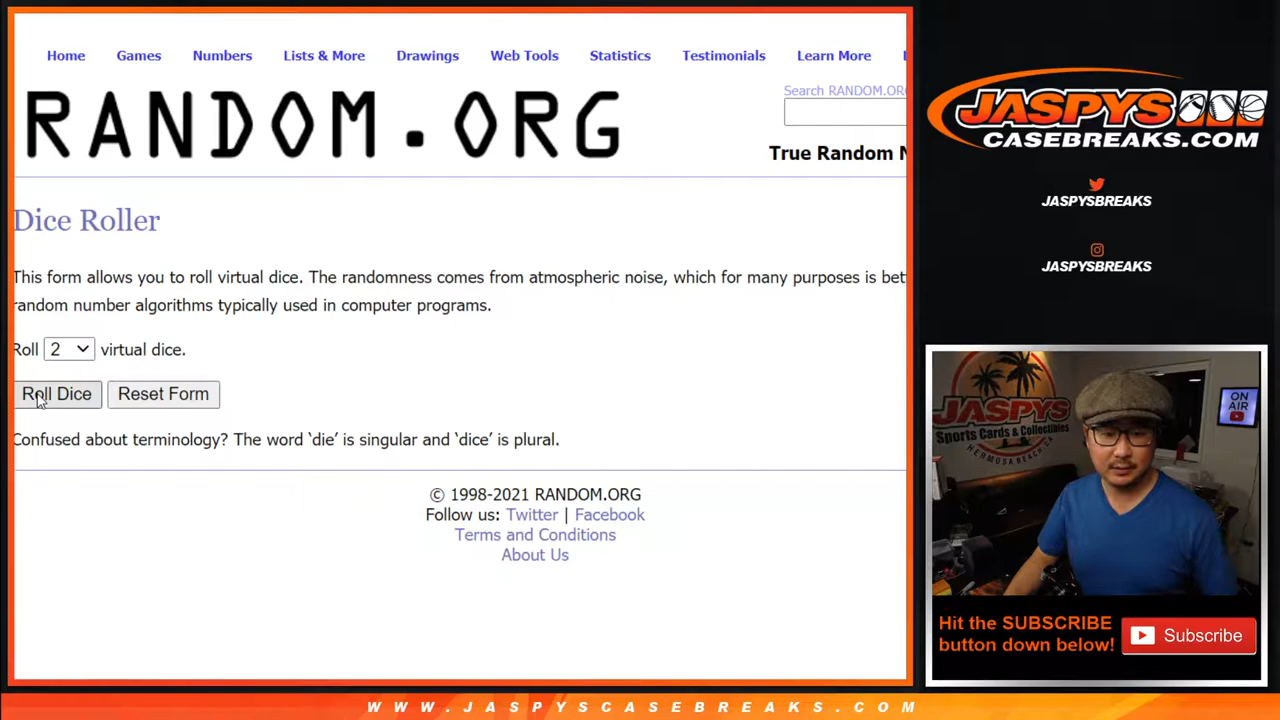 Home Games Numbers Lists & More Drawings Web Tools Statistics Testimonials Learn More
RANDOM.ORG
Search RANDOM.ORG
True Random N
Dice Roller
This form allows you to roll virtual dice. The randomness comes from atmospheric noise, which for many purposes is bet
random number algorithms typically used in computer programs.
Roll 2 virtual dice.
Roll Dice Reset Form
Confused about terminology? The word ‘die’ is singular and ‘dice’ is plural.
© 1998-2021 RANDOM.ORG
Follow us: Twitter | Facebook
Terms and Conditions
About Us
JASPYS
CASEBREAKS.COM
JASPYSBREAKS
JASPYSBREAKS
JASPYS
Sports Cards & Collectibles
HERMOSA BEACH CA
ON
AIR
Hit the SUBSCRIBE
button down below!
Subscribe
WWW.JASPYSCASEBREAKS.COM